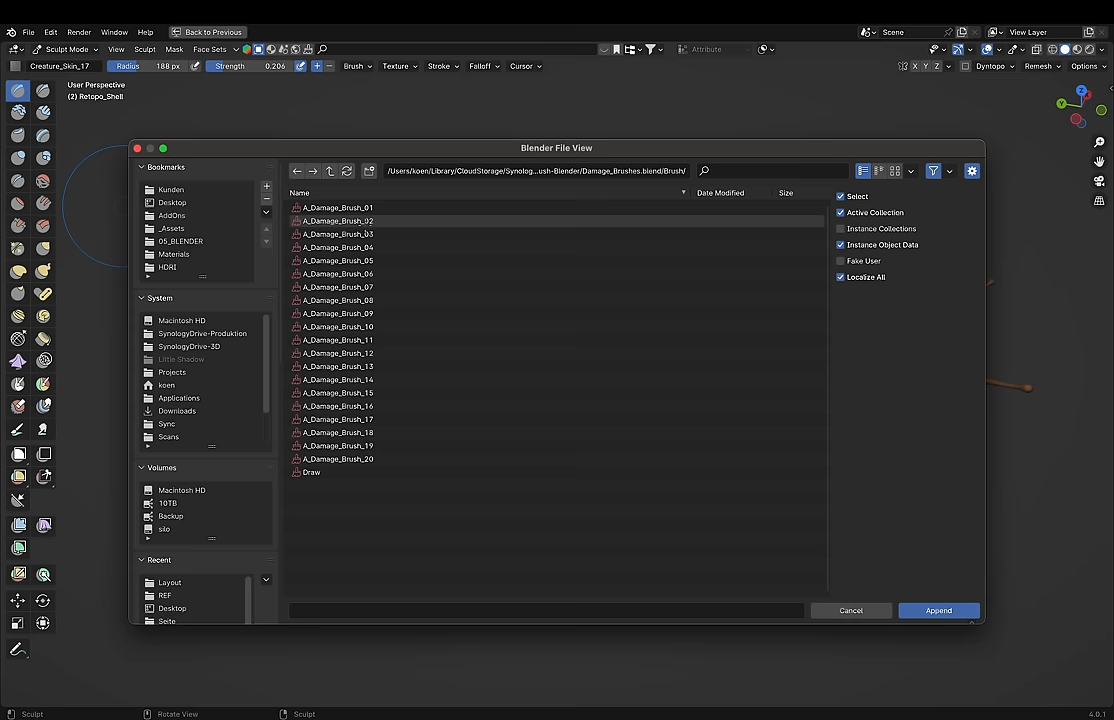 File Edit Render Window Help Back to Previous Scene View Layer
Sculpt Mode View Sculpt Mask Face Sets Attribute
Creature_Skin_17 Radius 188 px Strength 0.206 Brush Texture Stroke Falloff Cursor X Y Z Dyntopo Remesh Options
User Perspective
(2) Retopo_Shell
Z
Y
Blender File View
Bookmarks
Kunden
Desktop
AddOns
_Assets
05_BLENDER
Materials
HDRI
System
Macintosh HD
SynologyDrive-Produktion
SynologyDrive-3D
Little Shadow
Projects
koen
Applications
Downloads
Sync
Scans
Volumes
Macintosh HD
10TB
Backup
silo
Recent
Layout
REF
Desktop
Seite
/Users/koen/Library/CloudStorage/Synolog...ush-Blender/Damage_Brushes.blend/Brush/
Name Date Modified Size
A_Damage_Brush_01
A_Damage_Brush_02
A_Damage_Brush_03
A_Damage_Brush_04
A_Damage_Brush_05
A_Damage_Brush_06
A_Damage_Brush_07
A_Damage_Brush_08
A_Damage_Brush_09
A_Damage_Brush_10
A_Damage_Brush_11
A_Damage_Brush_12
A_Damage_Brush_13
A_Damage_Brush_14
A_Damage_Brush_15
A_Damage_Brush_16
A_Damage_Brush_17
A_Damage_Brush_18
A_Damage_Brush_19
A_Damage_Brush_20
Draw
Select
Active Collection
Instance Collections
Instance Object Data
Fake User
Localize All
Cancel Append
Sculpt Rotate View Sculpt 4.0.1